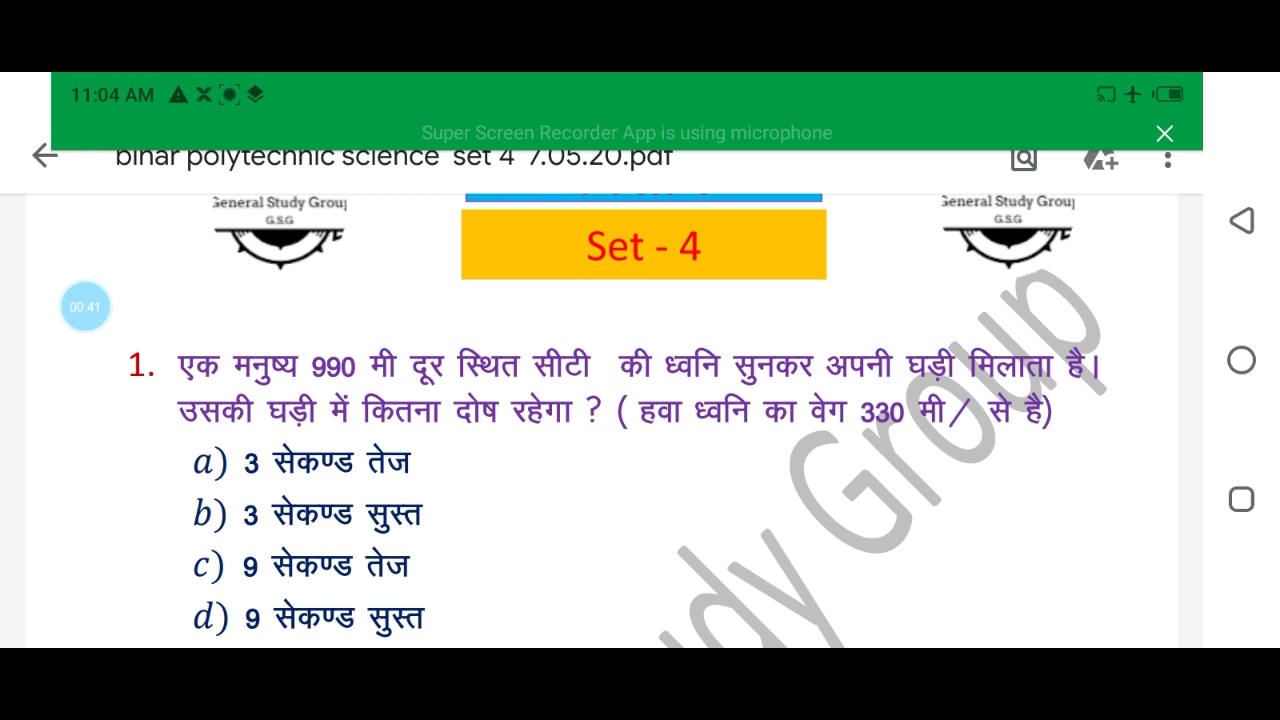 11:04 AM
Super Screen Recorder App is using microphone
bihar polytechnic science set 4 7.05.20.pdf
General Study Group
G.S.G
General Study Group
G.S.G
Set - 4
00:41
1. एक मनुष्य 990 मी दूर स्थित सीटी की ध्वनि सुनकर अपनी घड़ी मिलाता है।
उसकी घड़ी में कितना दोष रहेगा ? ( हवा ध्वनि का वेग 330 मी/ से है)
a) 3 सेकण्ड तेज
b) 3 सेकण्ड सुस्त
c) 9 सेकण्ड तेज
d) 9 सेकण्ड सुस्त
dy Group